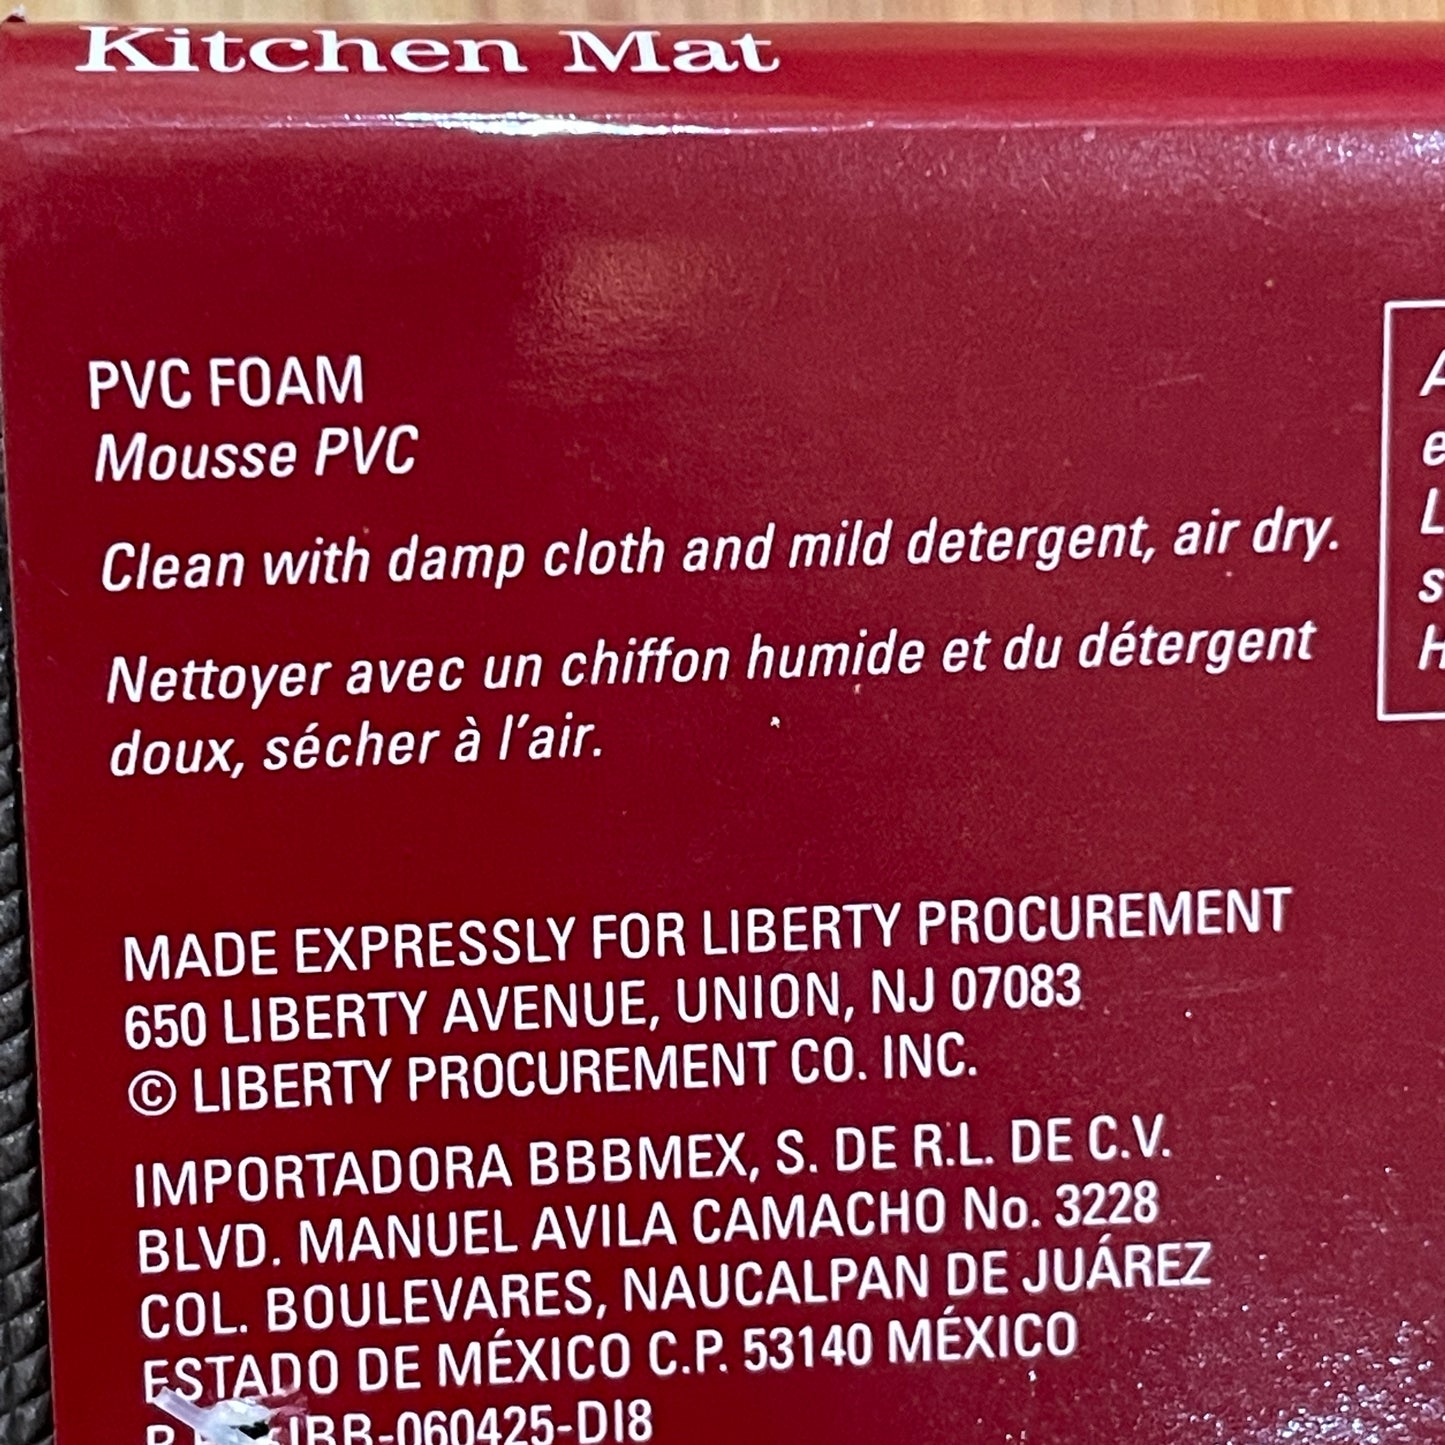 Kitchen Mat
PVC FOAM
Mousse PVC
Clean with damp cloth and mild detergent, air dry.
Nettoyer avec un chiffon humide et du détergent
doux, sécher à l'air.
MADE EXPRESSLY FOR LIBERTY PROCUREMENT
650 LIBERTY AVENUE, UNION, NJ 07083
© LIBERTY PROCUREMENT CO. INC.
IMPORTADORA BBBMEX, S. DE R.L. DE C.V.
BLVD. MANUEL AVILA CAMACHO No. 3228
COL. BOULEVARES, NAUCALPAN DE JUÁREZ
ESTADO DE MÉXICO C.P. 53140 MÉXICO